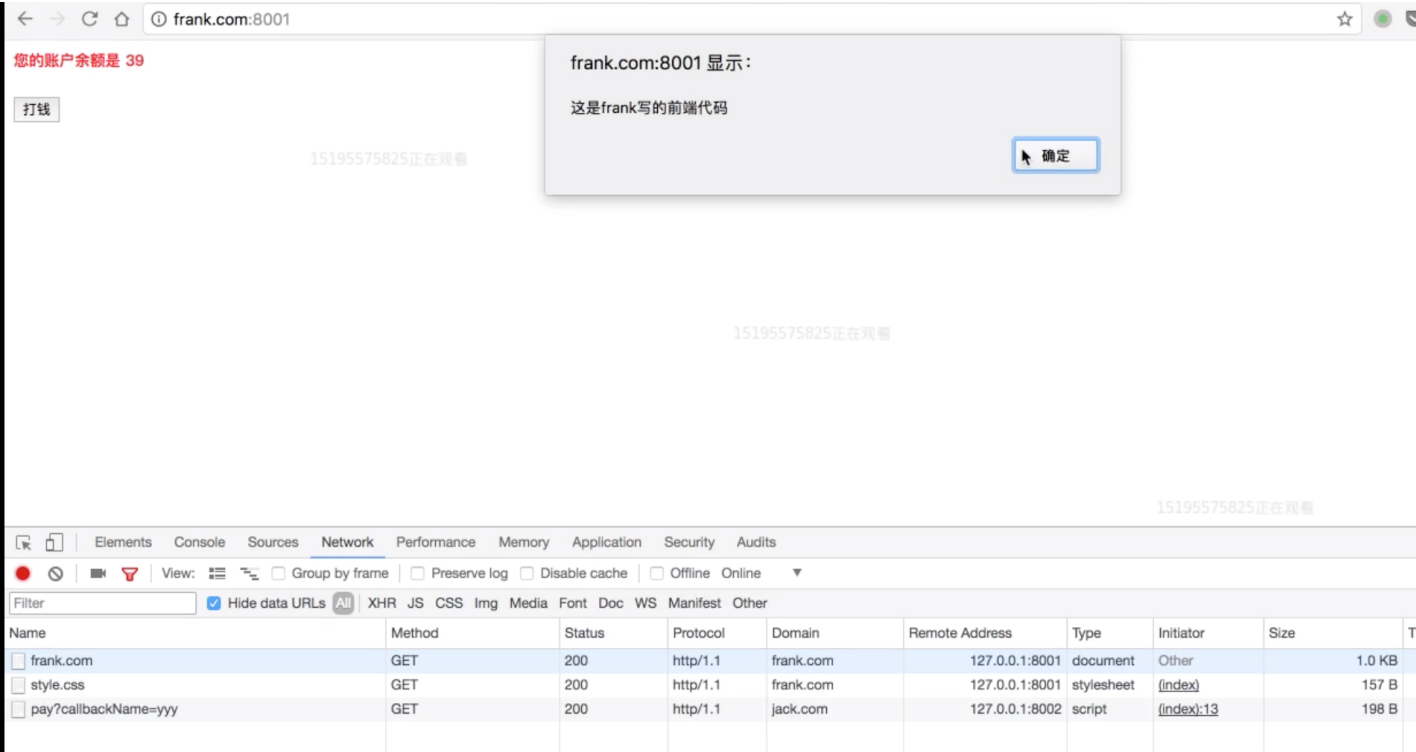 frank.com:8001
您的账户余额是 39
打钱
frank.com:8001 显示：
这是frank写的前端代码
确定
15195575825正在观看
15195575825正在观看
15195575825正在观看
Elements Console Sources Network Performance Memory Application Security Audits
View: Group by frame Preserve log Disable cache Offline Online
Filter Hide data URLs All XHR JS CSS Img Media Font Doc WS Manifest Other
Name Method Status Protocol Domain Remote Address Type Initiator Size T
frank.com GET 200 http/1.1 frank.com 127.0.0.1:8001 document Other 1.0 KB
style.css GET 200 http/1.1 frank.com 127.0.0.1:8001 stylesheet (index) 157 B
pay?callbackName=yyy GET 200 http/1.1 jack.com 127.0.0.1:8002 script (index):13 198 B